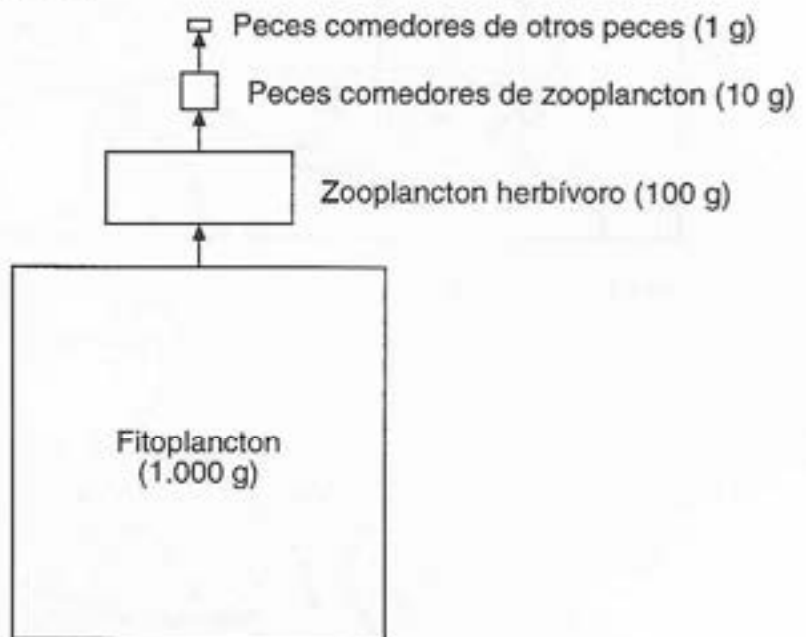 Peces comedores de otros peces (1 g)
Peces comedores de zooplancton (10 g)
Zooplancton herbívoro (100 g)
Fitoplancton
(1.000 g)